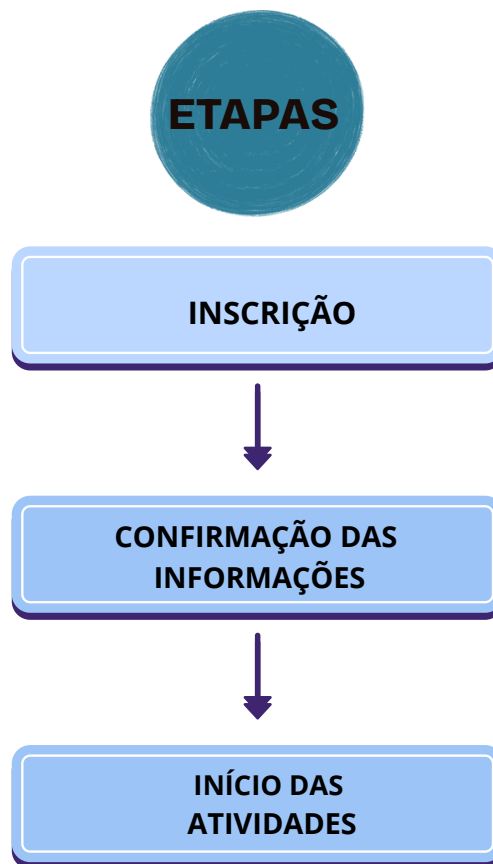 ETAPAS
INSCRIÇÃO
CONFIRMAÇÃO DAS
INFORMAÇÕES
INÍCIO DAS
ATIVIDADES